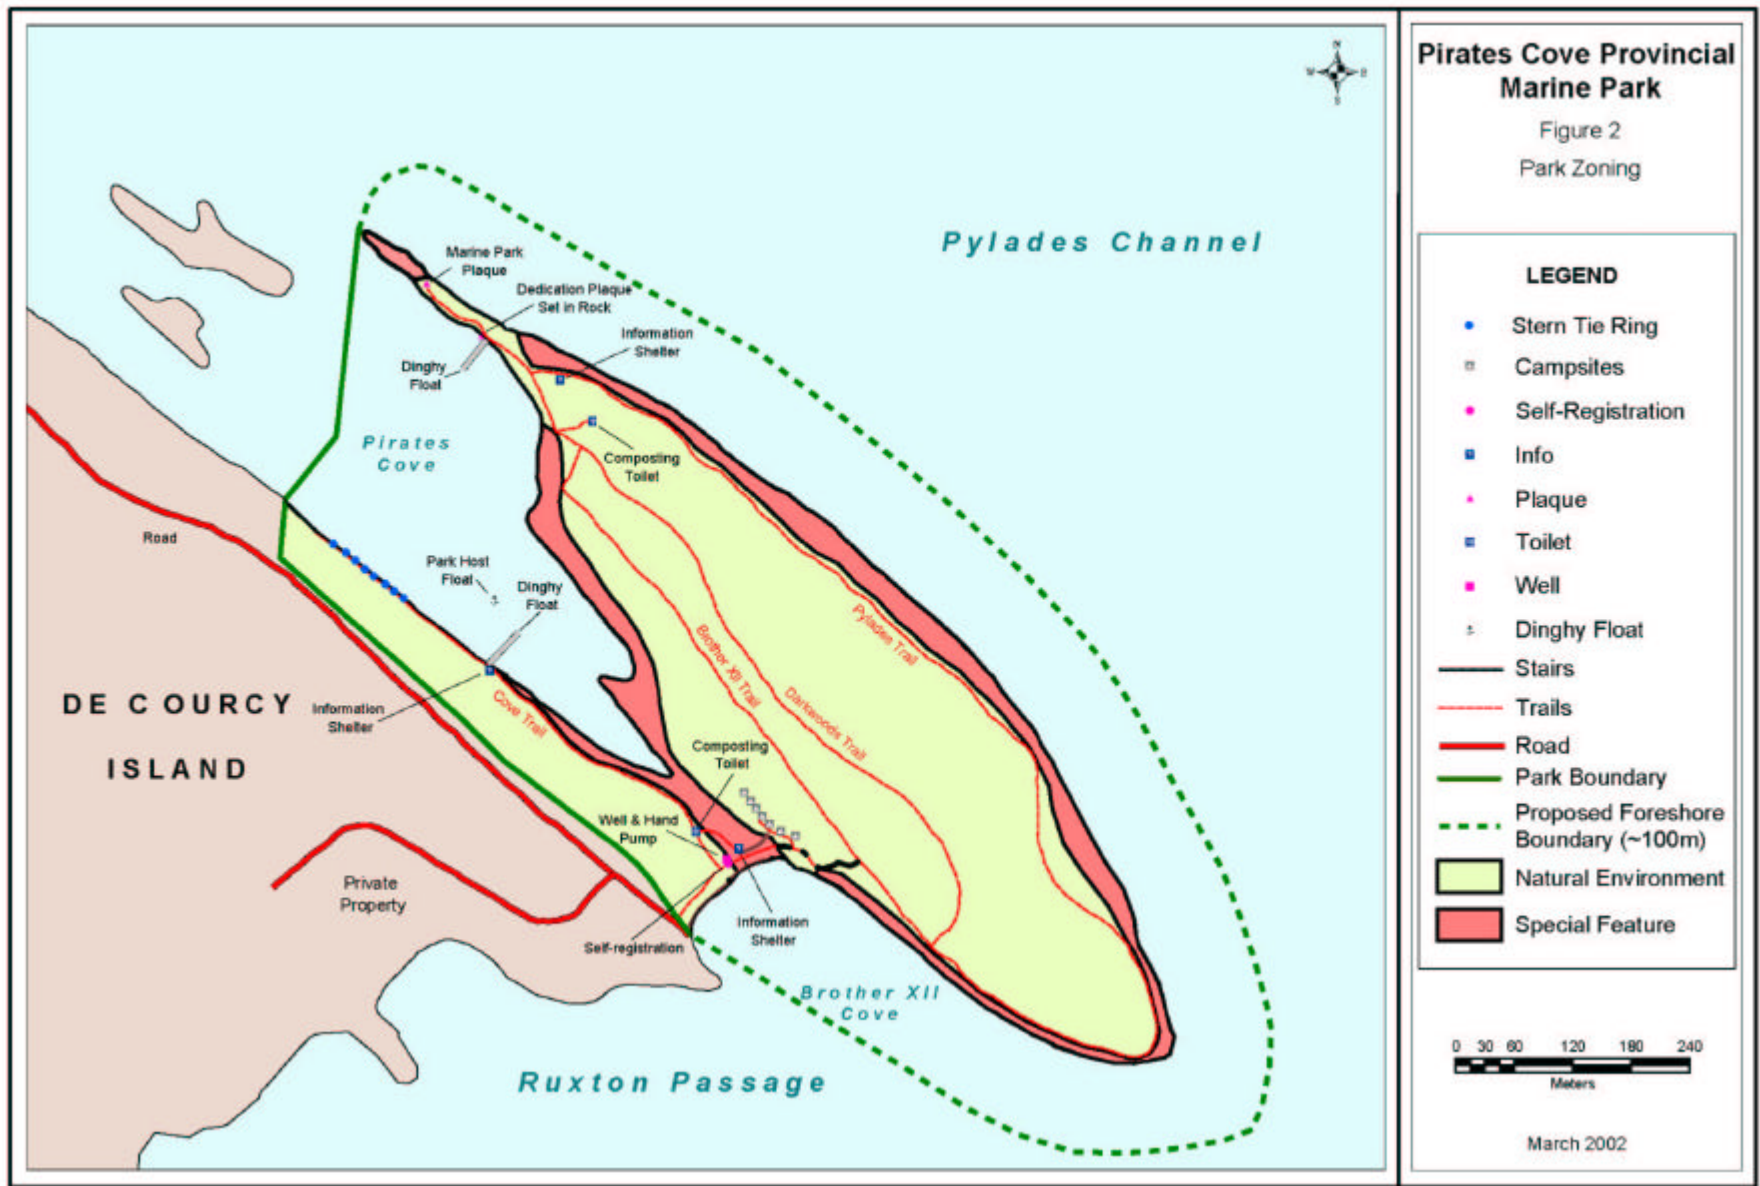 Pirates Cove Provincial
Marine Park
Figure 2
Park Zoning
LEGEND
Stern Tie Ring
Campsites
Self-Registration
Info
Plaque
Toilet
Well
Dinghy Float
Stairs
Trails
Road
Park Boundary
Proposed Foreshore
Boundary (~100m)
Natural Environment
Special Feature
0 30 60 120 180 240
Meters
March 2002
N
W E
S
Pylades Channel
Marine Park
Plaque
Dedication Plaque
Set in Rock
Information
Shelter
Dinghy
Float
Pirates
Cove
Composting
Toilet
Road
Park Host
Float
Dinghy
Float
Pylades Trail
Brother XII Trail
Darkwoods Trail
Cove Trail
DE COURCY
ISLAND
Information
Shelter
Composting
Toilet
Well & Hand
Pump
Private
Property
Self-registration
Information
Shelter
Brother XII
Cove
Ruxton Passage